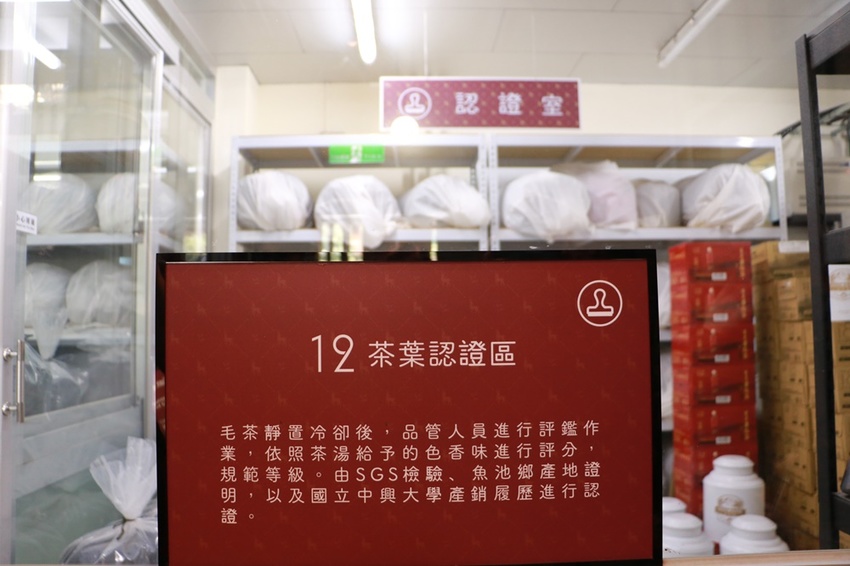 認證室
12 茶葉認證區
毛茶靜置冷卻後，品管人員進行評鑑作
業，依照茶湯給予的色香味進行評分，
規範等級。由SGS檢驗、魚池鄉產地證
明，以及國立中興大學產銷履歷進行認
證。